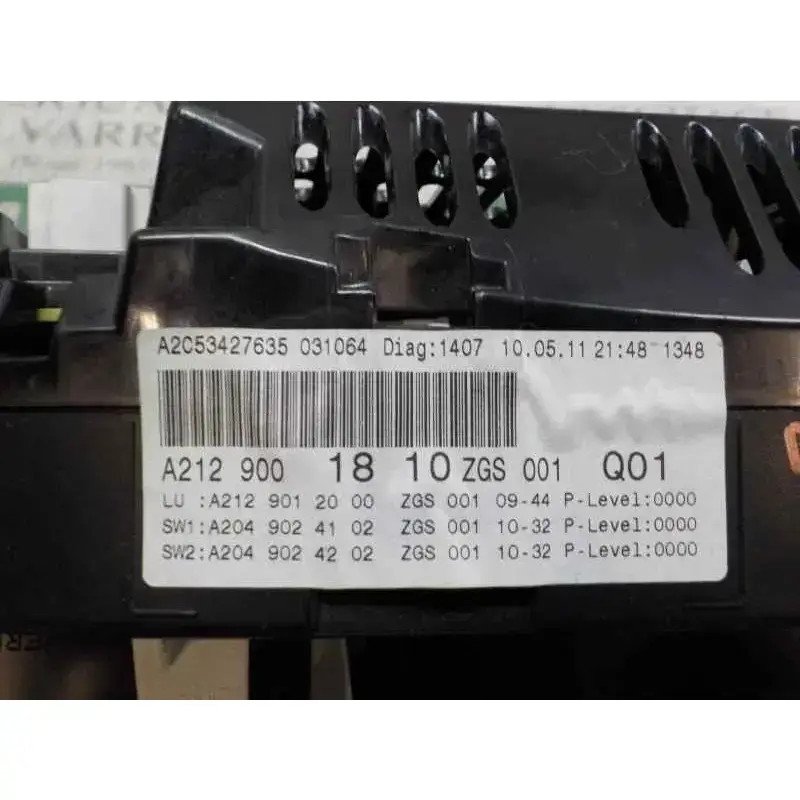 VARR
A2C53427635 031064 Diag:1407 10.05.11 21:48 1348
A212 900 18 10 ZGS 001 Q01
LU :A212 901 20 00 ZGS 001 09-44 P-Level:0000
SW1:A204 902 41 02 ZGS 001 10-32 P-Level:0000
SW2:A204 902 42 02 ZGS 001 10-32 P-Level:0000